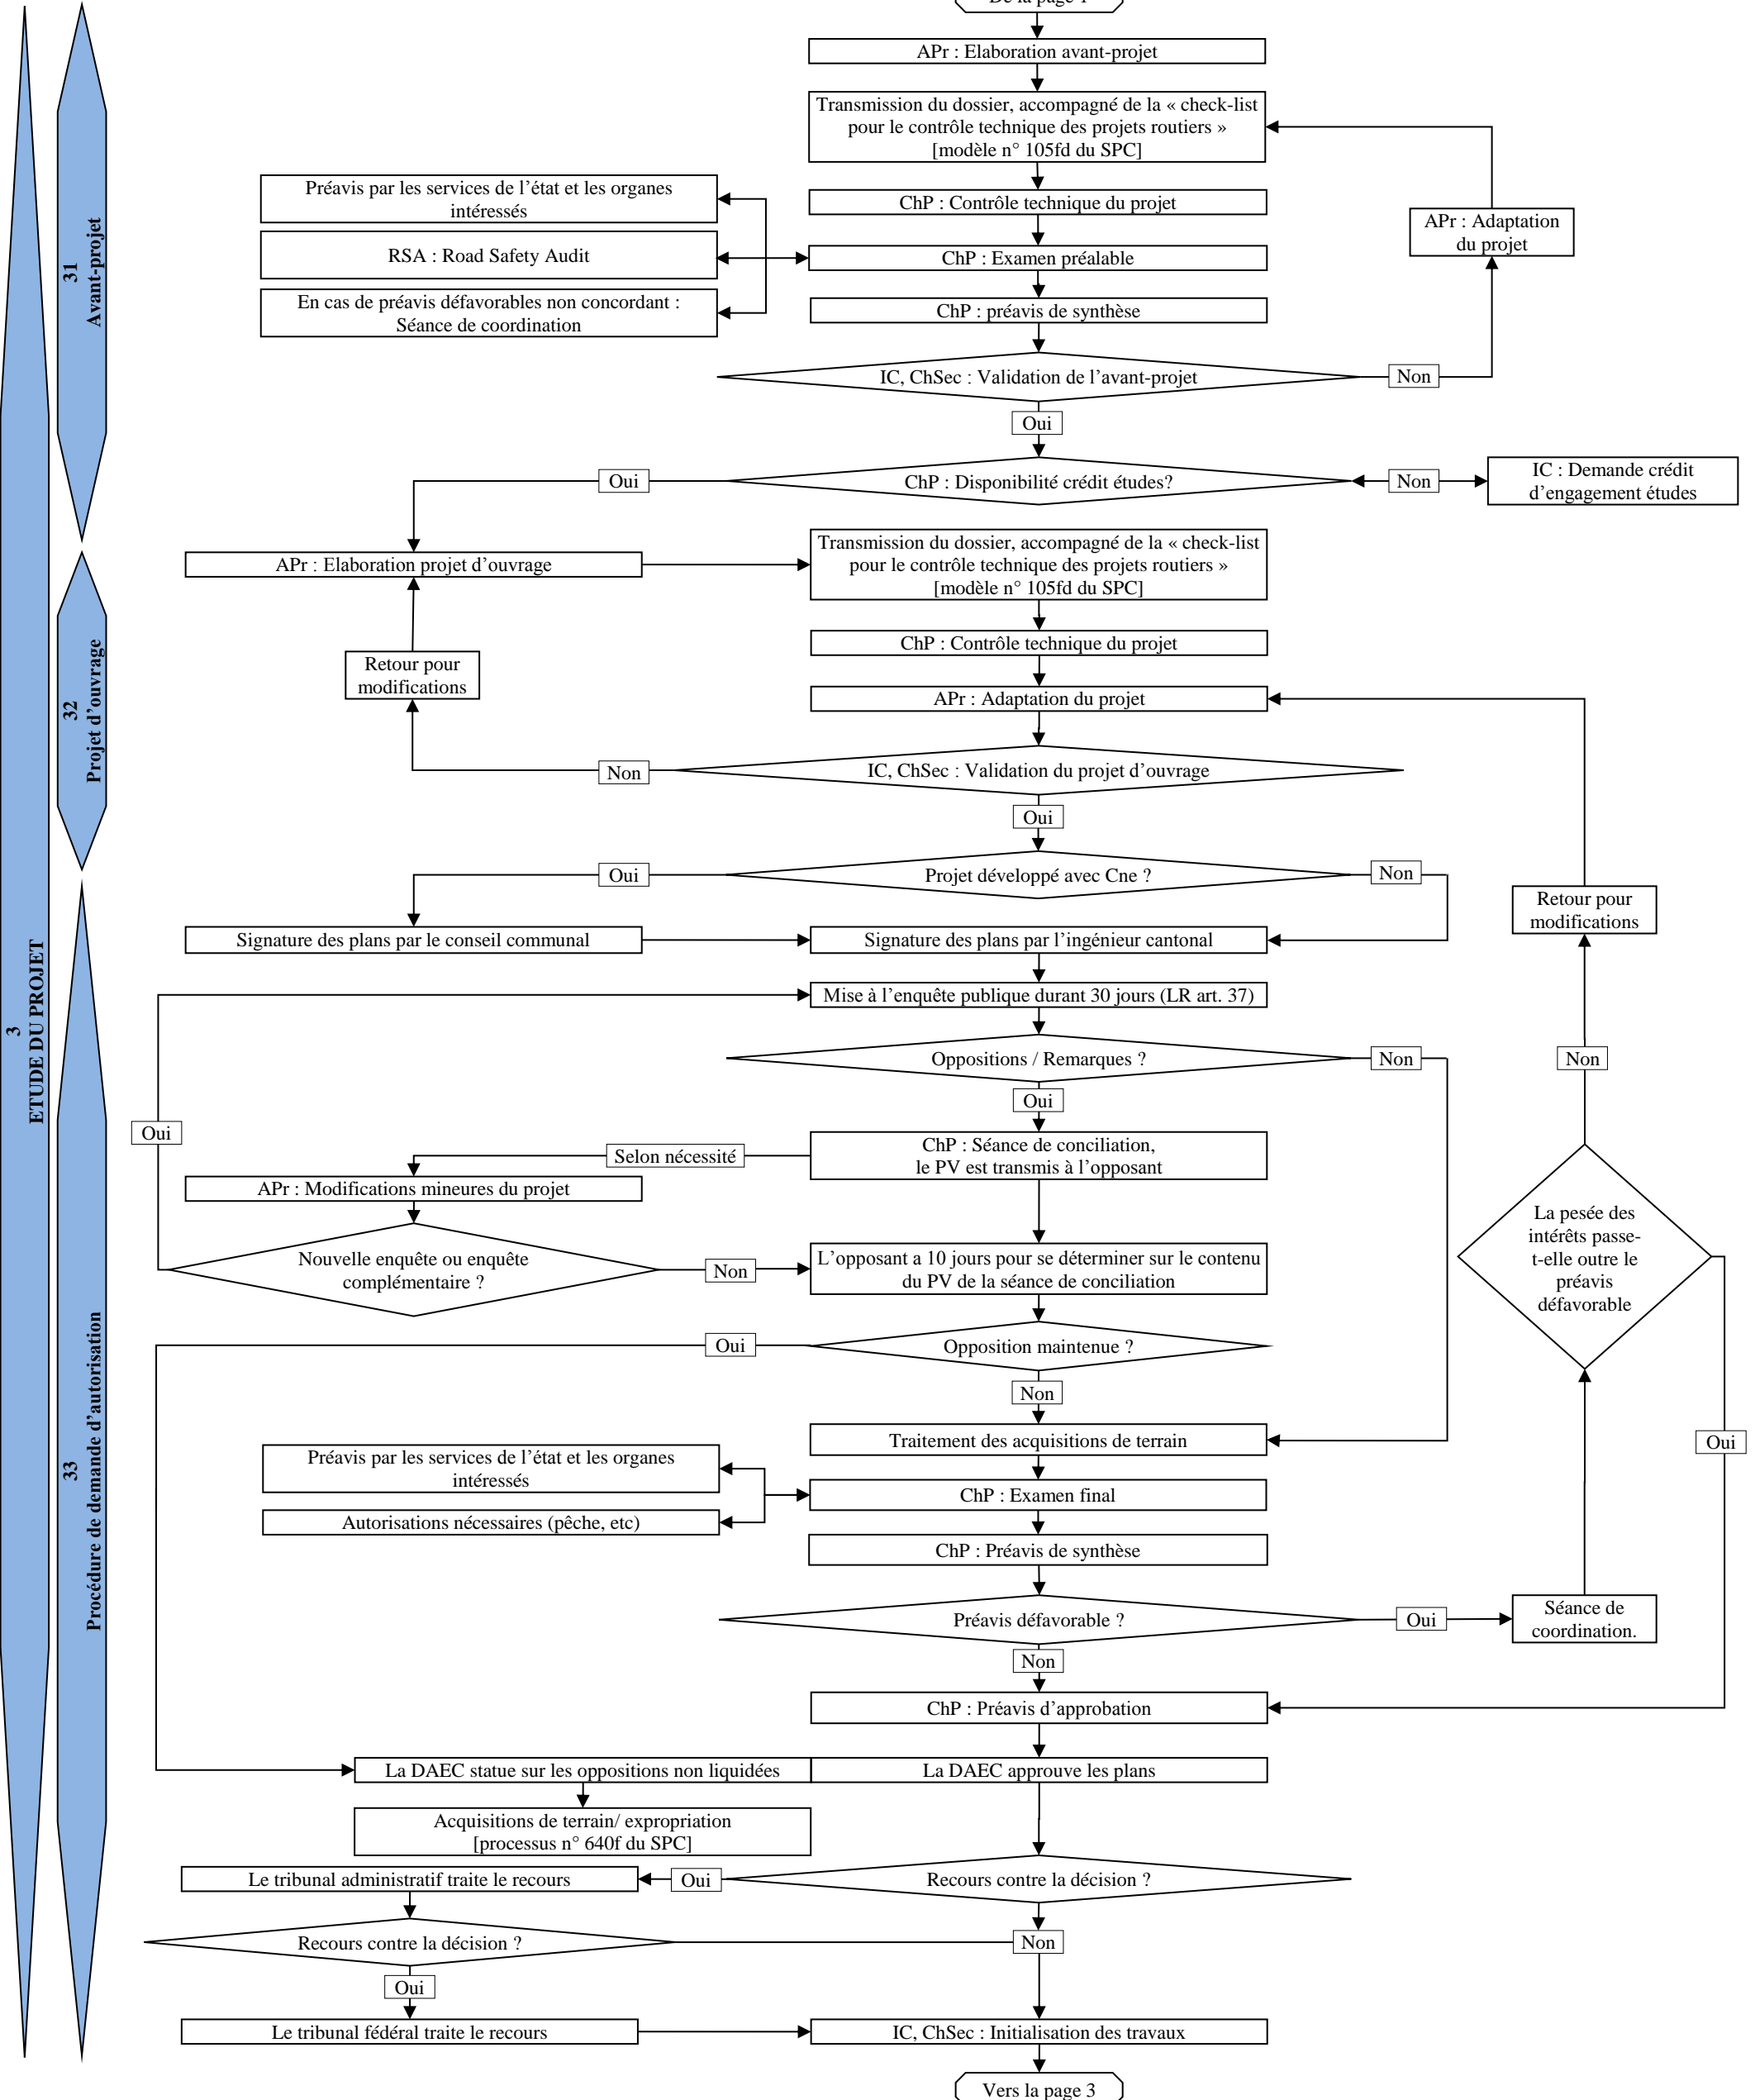 De la page 1
APr : Elaboration avant-projet
Transmission du dossier, accompagné de la « check-list
pour le contrôle technique des projets routiers »
[modèle n° 105fd du SPC]
Préavis par les services de l'état et les organes
intéressés
ChP : Contrôle technique du projet
APr : Adaptation
du projet
RSA : Road Safety Audit
ChP : Examen préalable
En cas de préavis défavorables non concordant :
Séance de coordination
ChP : préavis de synthèse
31
Avant-projet
IC, ChSec : Validation de l'avant-projet
Non
Oui
Oui
ChP : Disponibilité crédit études?
Non
IC : Demande crédit
d'engagement études
APr : Elaboration projet d'ouvrage
Transmission du dossier, accompagné de la « check-list
pour le contrôle technique des projets routiers »
[modèle n° 105fd du SPC]
ChP : Contrôle technique du projet
Retour pour
modifications
APr : Adaptation du projet
32
Projet d'ouvrage
Non
IC, ChSec : Validation du projet d'ouvrage
Oui
Oui
Projet développé avec Cne ?
Non
Retour pour
modifications
Signature des plans par le conseil communal
Signature des plans par l'ingénieur cantonal
3
ETUDE DU PROJET
Mise à l'enquête publique durant 30 jours (LR art. 37)
Oppositions / Remarques ?
Non
Non
Oui
Oui
Selon nécessité
ChP : Séance de conciliation,
le PV est transmis à l'opposant
APr : Modifications mineures du projet
La pesée des
intérêts passe-
t-elle outre le
préavis
défavorable
Nouvelle enquête ou enquête
complémentaire ?
Non
L'opposant a 10 jours pour se déterminer sur le contenu
du PV de la séance de conciliation
Oui
Opposition maintenue ?
Non
33
Procédure de demande d'autorisation
Traitement des acquisitions de terrain
Oui
Préavis par les services de l'état et les organes
intéressés
ChP : Examen final
Autorisations nécessaires (pêche, etc)
ChP : Préavis de synthèse
Préavis défavorable ?
Oui
Séance de
coordination.
Non
ChP : Préavis d'approbation
La DAEC statue sur les oppositions non liquidées
La DAEC approuve les plans
Acquisitions de terrain/ expropriation
[processus n° 640f du SPC]
Le tribunal administratif traite le recours
Oui
Recours contre la décision ?
Recours contre la décision ?
Non
Oui
Le tribunal fédéral traite le recours
IC, ChSec : Initialisation des travaux
Vers la page 3